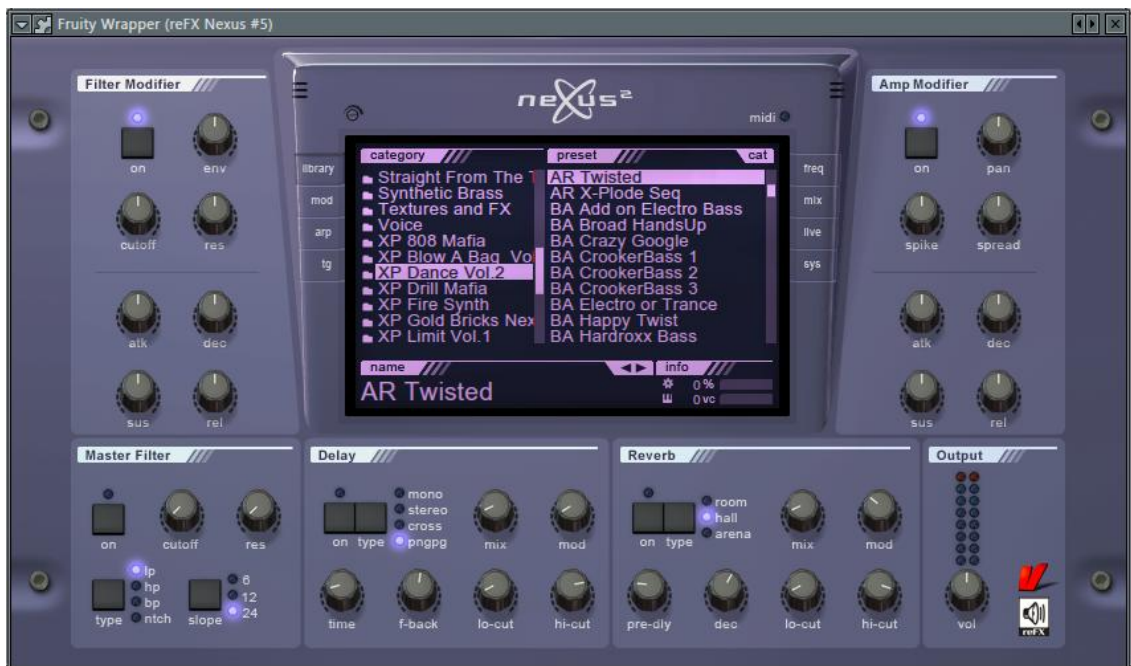 Fruity Wrapper (reFX Nexus #5)
Filter Modifier
on
env
cutoff
res
atk
dec
sus
rel
nexus²
midi
library
mod
arp
tg
category
Straight From The T
Synthetic Brass
Textures and FX
Voice
XP 808 Mafia
XP Blow A Bag Vo
XP Dance Vol.2
XP Drill Mafia
XP Fire Synth
XP Gold Bricks Nex
XP Limit Vol.1
preset
cat
AR Twisted
AR X-Plode Seq
BA Add on Electro Bass
BA Broad HandsUp
BA Crazy Google
BA CrookerBass 1
BA CrookerBass 2
BA CrookerBass 3
BA Electro or Trance
BA Happy Twist
BA Hardroxx Bass
name
AR Twisted
info
0 %
0 vc
freq
mix
live
sys
Amp Modifier
on
pan
spike
spread
atk
dec
sus
rel
Master Filter
on
cutoff
res
type
lp
hp
bp
ntch
slope
6
12
24
Delay
on
type
mono
stereo
cross
pngpg
mix
mod
time
f-back
lo-cut
hi-cut
Reverb
on
type
room
hall
arena
mix
mod
pre-dly
dec
lo-cut
hi-cut
Output
vol
reFX